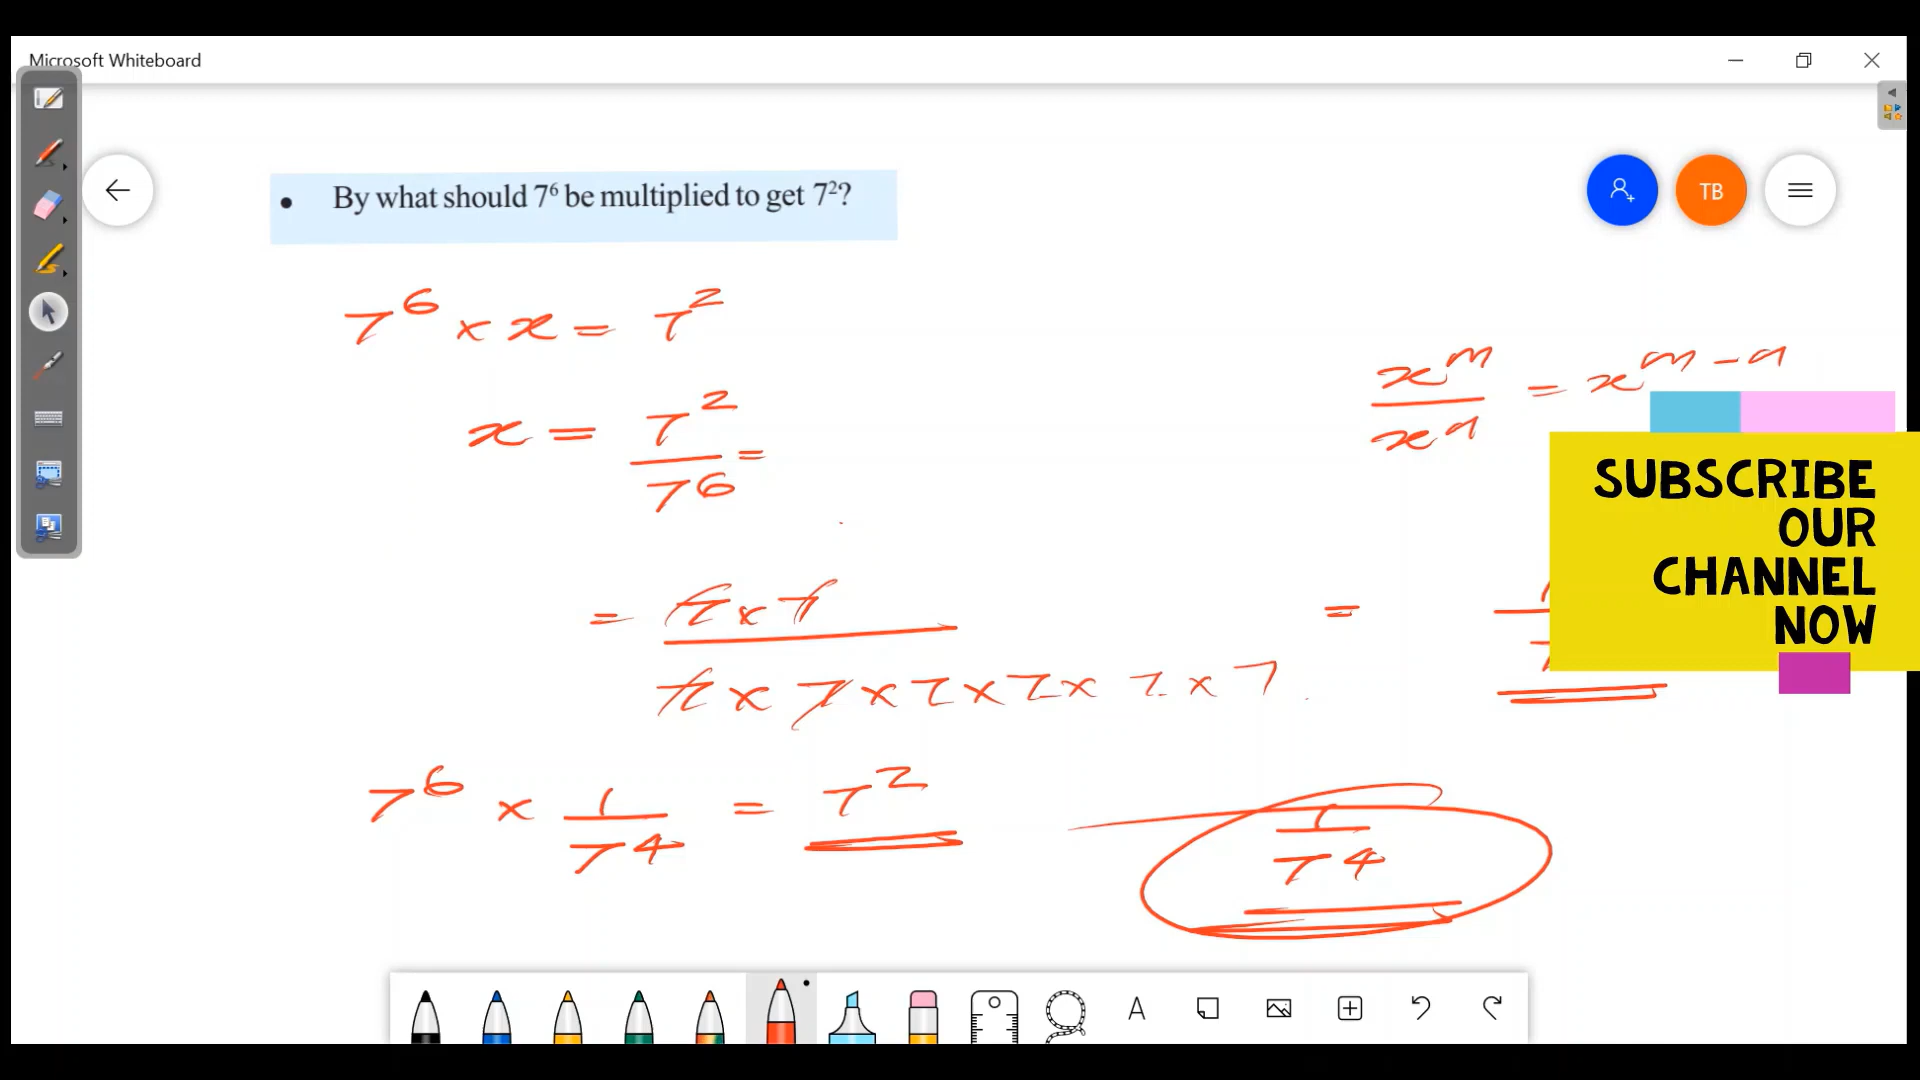 Microsoft Whiteboard
• By what should 7⁶ be multiplied to get 7²?
TB
7⁶ × x = 7²
x = 7²/7⁶ =
xᵐ/xⁿ = xᵐ⁻ⁿ
= 7×7 / 7×7×7×7×7×7 =
SUBSCRIBE
OUR
CHANNEL
NOW
7⁶ × 1/7⁴ = 7²
1/7⁴
A